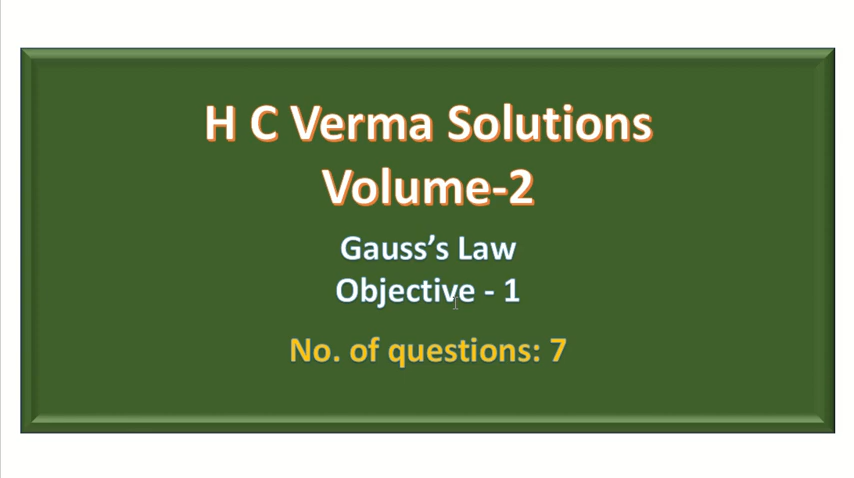 H C Verma Solutions
Volume-2
Gauss’s Law
Objective - 1
No. of questions: 7